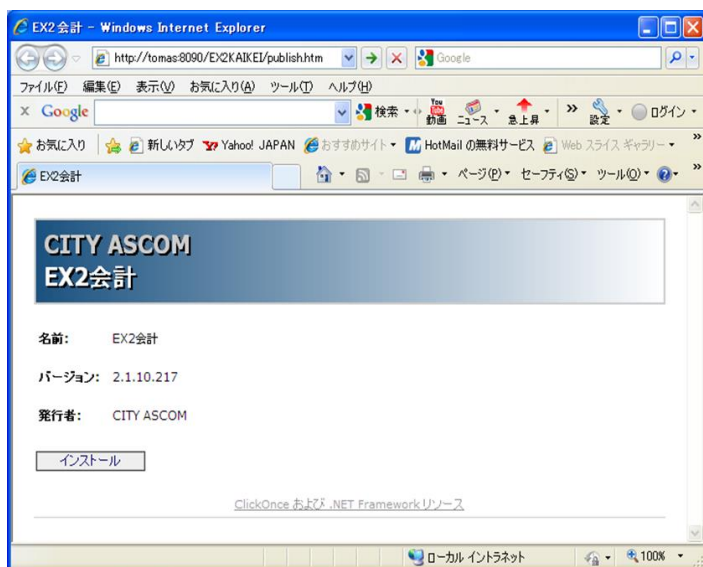 EX2会計 - Windows Internet Explorer
http://tomas:8090/EX2KAIKEI/publish.htm Google
ファイル(F) 編集(E) 表示(V) お気に入り(A) ツール(T) ヘルプ(H)
x Google 検索 You 動画 ニュース 急上昇 » 設定 ログイン
お気に入り 新しいタブ Yahoo! JAPAN おすすめサイト HotMail の無料サービス Web スライス ギャラリー »
EX2会計 ページ(P) セーフティ(S) ツール(O) »
CITY ASCOM
EX2会計
名前: EX2会計
バージョン: 2.1.10.217
発行者: CITY ASCOM
インストール
ClickOnce および .NET Framework リソース
ローカル イントラネット 100%